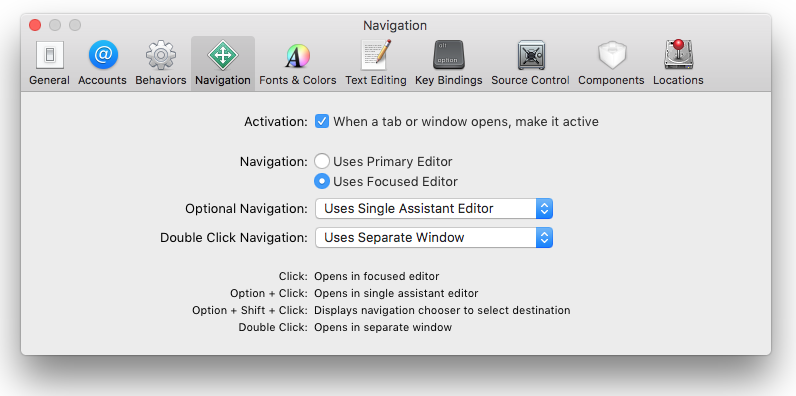 Navigation
alt
option
General Accounts Behaviors Navigation Fonts & Colors Text Editing Key Bindings Source Control Components Locations
Activation: When a tab or window opens, make it active
Navigation: Uses Primary Editor
Uses Focused Editor
Optional Navigation: Uses Single Assistant Editor
Double Click Navigation: Uses Separate Window
Click: Opens in focused editor
Option + Click: Opens in single assistant editor
Option + Shift + Click: Displays navigation chooser to select destination
Double Click: Opens in separate window